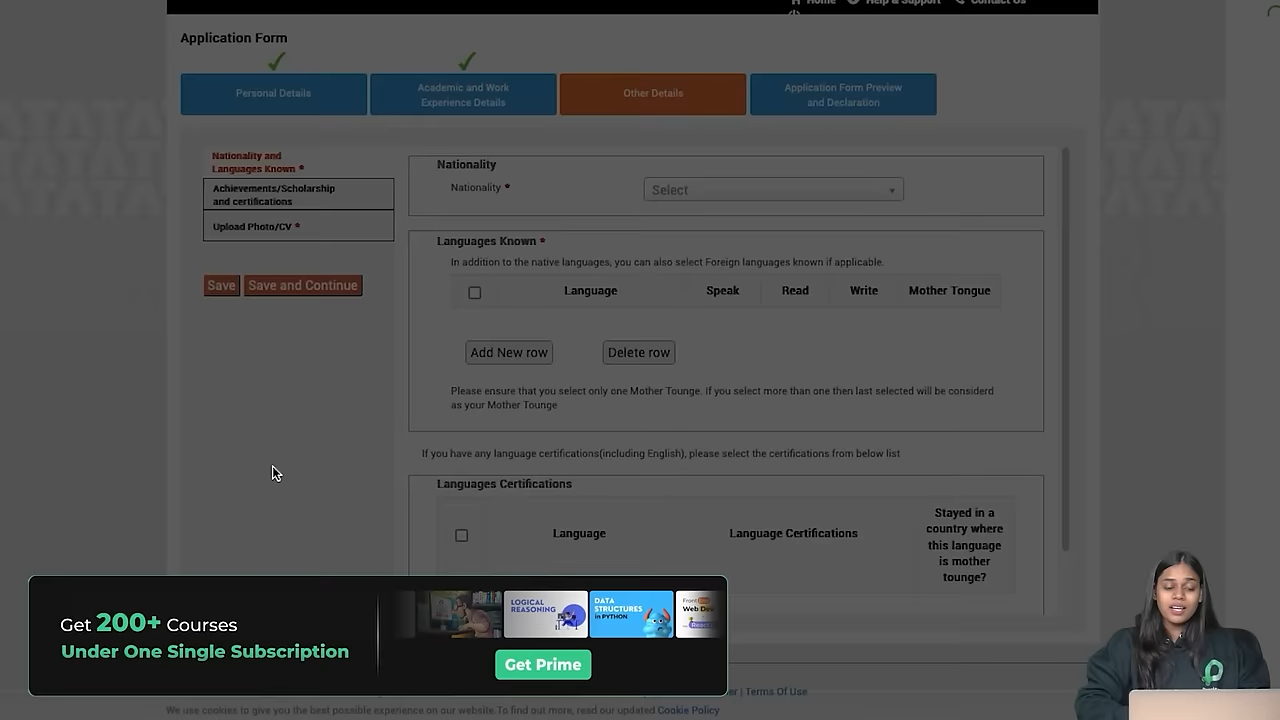 Home Help & Support Contact Us
Application Form
Personal Details
Academic and Work
Experience Details
Other Details
Application Form Preview
and Declaration
Nationality and
Languages Known *
Achievements/Scholarship
and certifications
Upload Photo/CV *
Save Save and Continue
Nationality
Nationality *
Select
Languages Known *
In addition to the native languages, you can also select Foreign languages known if applicable.
Language Speak Read Write Mother Tongue
Add New row Delete row
Please ensure that you select only one Mother Tounge. If you select more than one then last selected will be considerd
as your Mother Tounge
If you have any language certifications(including English), please select the certifications from below list
Languages Certifications
Language
Language Certifications
Stayed in a
country where
this language
is mother
tounge?
Get 200+ Courses
Under One Single Subscription
LOGICAL
REASONING
DATA
STRUCTURES
in PYTHON
Get Prime
| Terms Of Use
We use cookies to give you the best possible experience on our website.To find out more, read our updated Cookie Policy